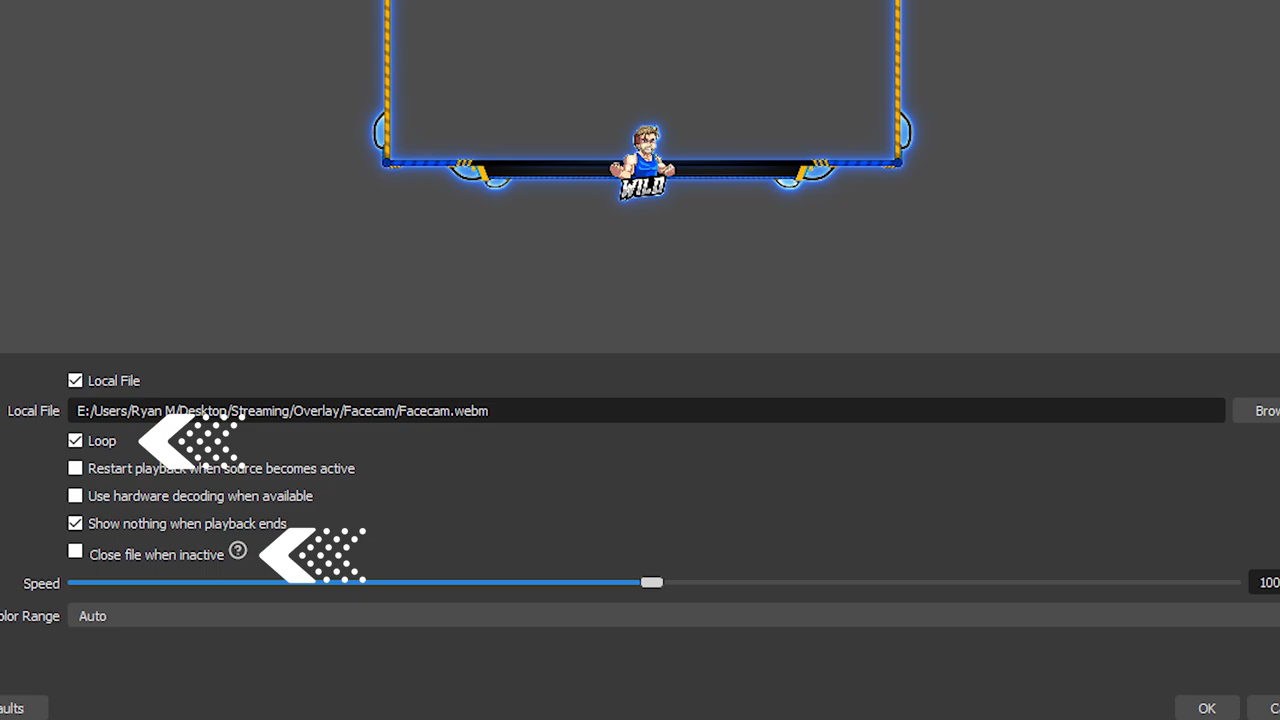 WILD
Local File
Local File E:/Users/Ryan M/Desktop/Streaming/Overlay/Facecam/Facecam.webm Brow
Loop
Restart playback when source becomes active
Use hardware decoding when available
Show nothing when playback ends
Close file when inactive ?
Speed 100
olor Range Auto
aults OK C